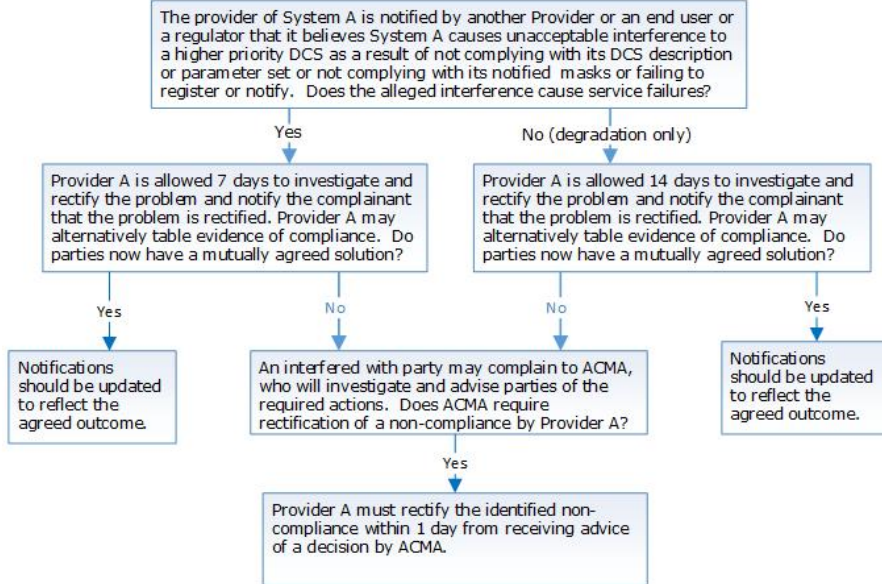 The provider of System A is notified by another Provider or an end user or
a regulator that it believes System A causes unacceptable interference to
a higher priority DCS as a result of not complying with its DCS description
or parameter set or not complying with its notified masks or failing to
register or notify.  Does the alleged interference cause service failures?
Yes
No (degradation only)
Provider A is allowed 7 days to investigate and
rectify the problem and notify the complainant
that the problem is rectified. Provider A may
alternatively table evidence of compliance.  Do
parties now have a mutually agreed solution?
Provider A is allowed 14 days to investigate and
rectify the problem and notify the complainant
that the problem is rectified. Provider A may
alternatively table evidence of compliance.  Do
parties now have a mutually agreed solution?
Yes
No
No
Yes
Notifications
should be updated
to reflect the
agreed outcome.
An interfered with party may complain to ACMA,
who will investigate and advise parties of the
required actions.  Does ACMA require
rectification of a non-compliance by Provider A?
Notifications
should be updated
to reflect the
agreed outcome.
Yes
Provider A must rectify the identified non-
compliance within 1 day from receiving advice
of a decision by ACMA.